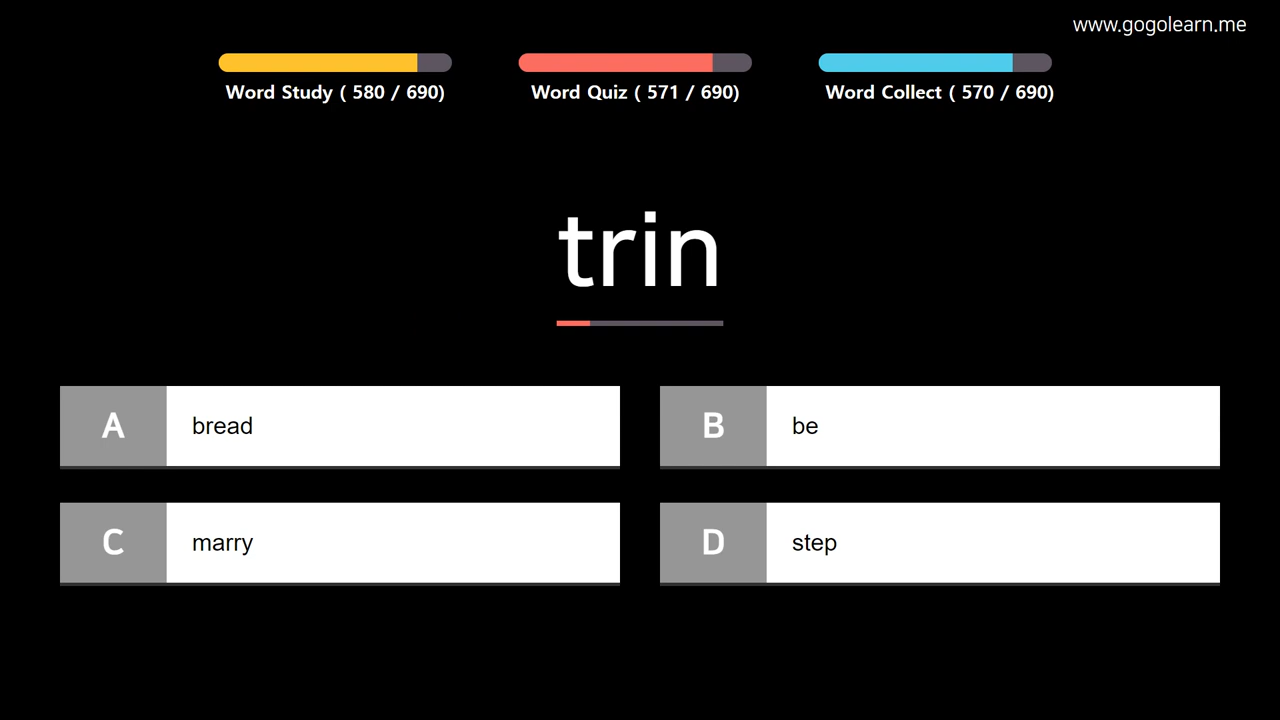 www.gogolearn.me
Word Study ( 580 / 690)
Word Quiz ( 571 / 690)
Word Collect ( 570 / 690)
trin
A bread
B be
C marry
D step